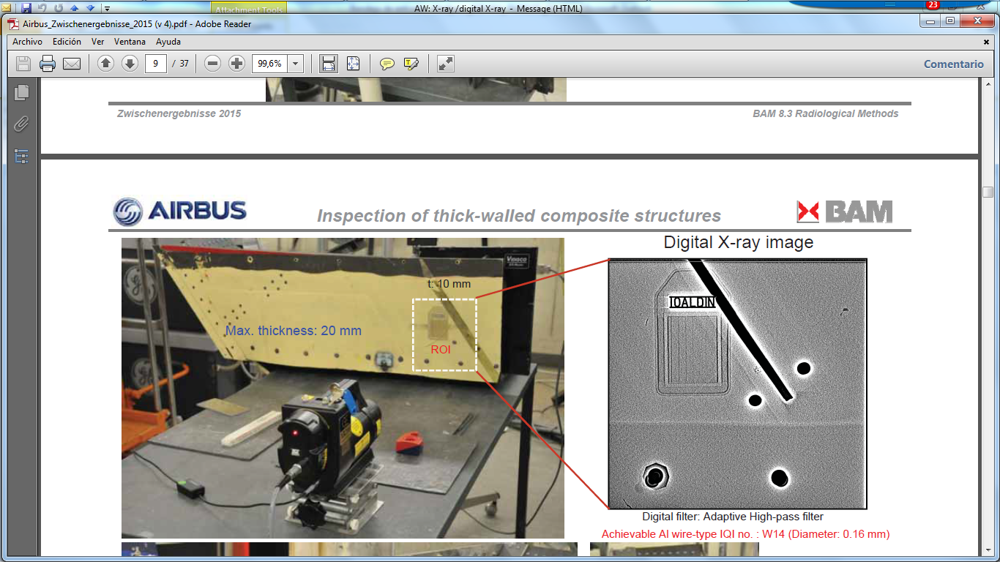 Attachment Tools
AW: X-ray /digital X-ray - Message (HTML)
23
Airbus_Zwischenergebnisse_2015 (v 4).pdf - Adobe Reader
Archivo Edición Ver Ventana Ayuda
9 / 37 99,6% Comentario
Zwischenergebnisse 2015 BAM 8.3 Radiological Methods
AIRBUS Inspection of thick-walled composite structures BAM
Digital X-ray image
t: 10 mm
Max. thickness: 20 mm
ROI
10ALDIN
Digital filter: Adaptive High-pass filter
Achievable Al wire-type IQI no. : W14 (Diameter: 0.16 mm)